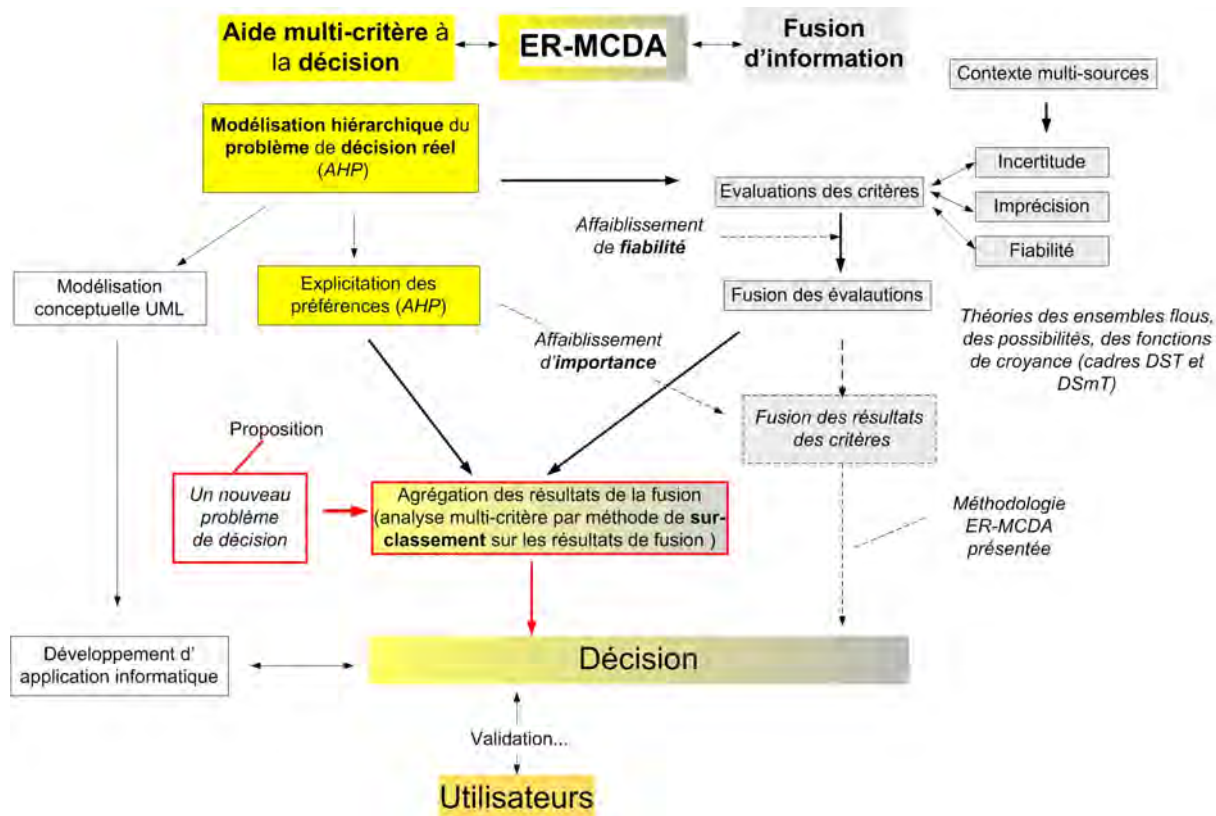 Aide multi-critère à
la décision
ER-MCDA
Fusion
d'information
Contexte multi-sources
Modélisation hiérarchique du
problème de décision réel
(AHP)
Evaluations des critères
Incertitude
Imprécision
Fiabilité
Affaiblissement
de fiabilité
Modélisation
conceptuelle UML
Explicitation des
préférences (AHP)
Fusion des évalautions
Théories des ensembles flous,
des possibilités, des fonctions
de croyance (cadres DST et
DSmT)
Affaiblissement
d'importance
Fusion des résultats
des critères
Proposition
Un nouveau
problème
de décision
Agrégation des résultats de la fusion
(analyse multi-critère par méthode de sur-
classement sur les résultats de fusion )
Méthodologie
ER-MCDA
présentée
Développement d'
application informatique
Décision
Validation...
Utilisateurs